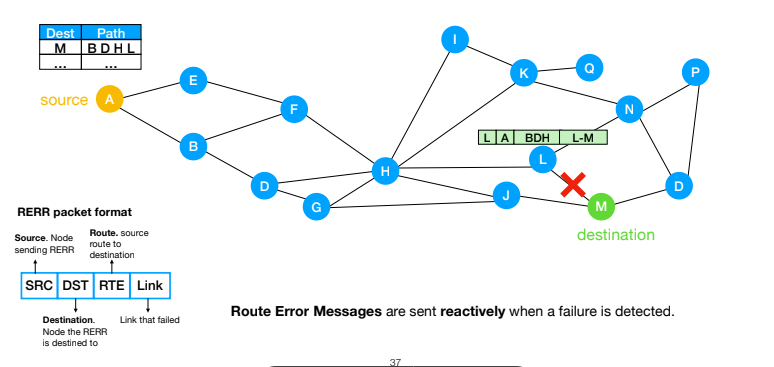 Dest Path
M B D H L
... ...
source
A
E
B
F
D
G
H
I
K
Q
P
N
L A BDH L-M
L
D
J
M
destination
RERR packet format
Source. Node
sending RERR
Route. source
route to
destination
SRC DST RTE Link
Destination.
Node the RERR
is destined to
Link that failed
Route Error Messages are sent reactively when a failure is detected.
37